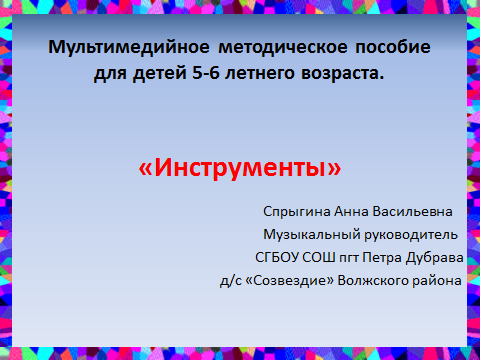 Мультимедийное методическое пособие
для детей 5-6 летнего возраста.
«Инструменты»
Спрыгина Анна Васильевна
Музыкальный руководитель
СГБОУ СОШ пгт Петра Дубрава
д/с «Созвездие» Волжского района